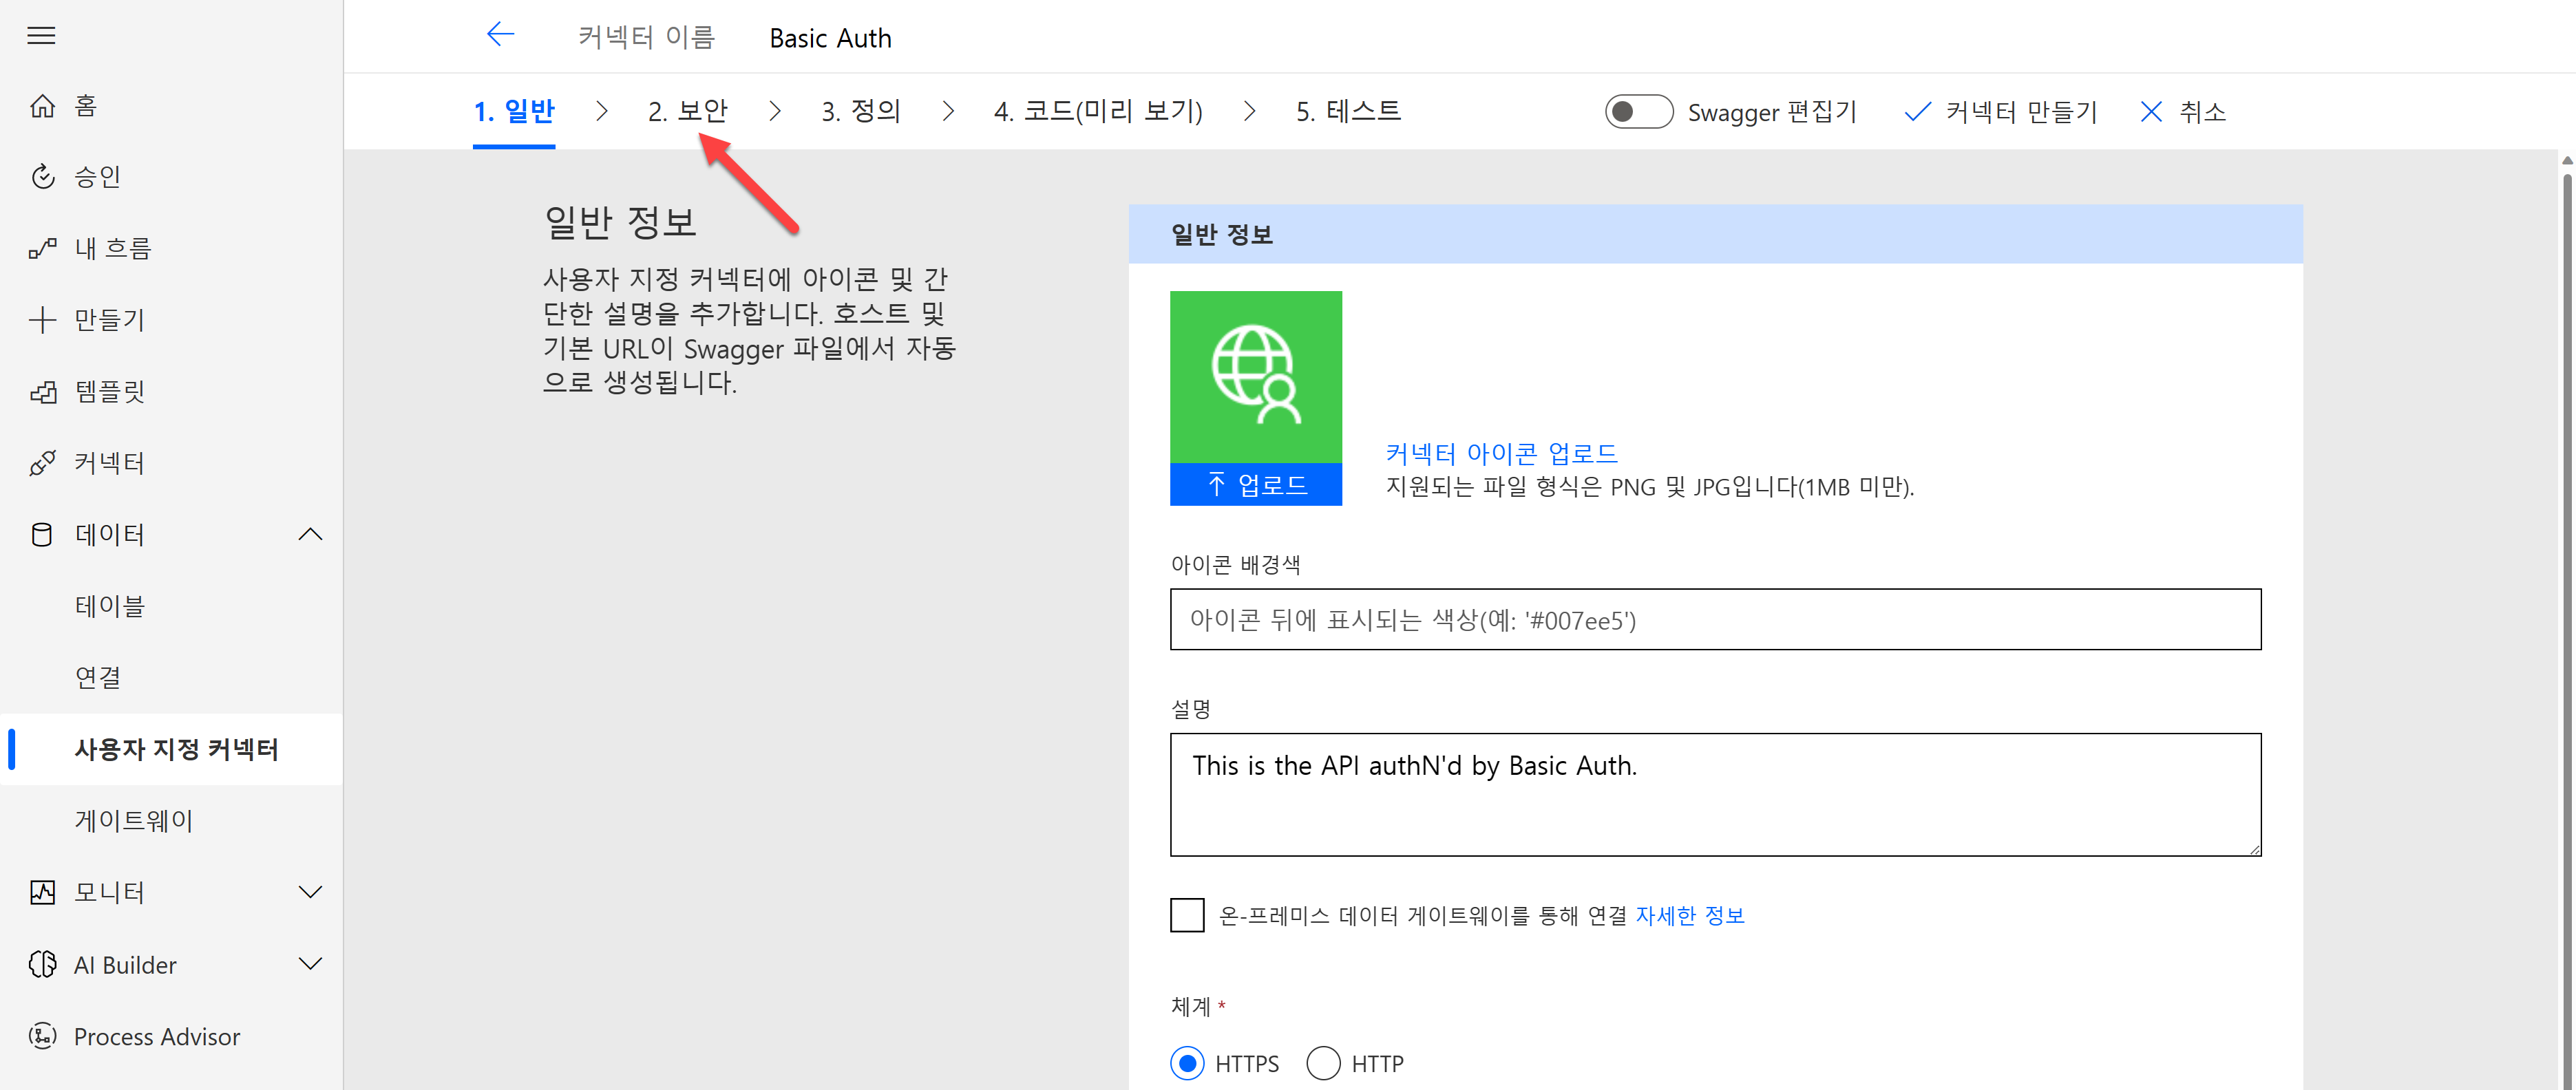 커넥터 이름 Basic Auth
1. 일반 2. 보안 3. 정의 4. 코드(미리 보기) 5. 테스트 Swagger 편집기 커넥터 만들기 취소
홈
승인
내 흐름
만들기
템플릿
커넥터
데이터
테이블
연결
사용자 지정 커넥터
게이트웨이
모니터
AI Builder
Process Advisor
일반 정보
사용자 지정 커넥터에 아이콘 및 간
단한 설명을 추가합니다. 호스트 및
기본 URL이 Swagger 파일에서 자동
으로 생성됩니다.
일반 정보
업로드
커넥터 아이콘 업로드
지원되는 파일 형식은 PNG 및 JPG입니다(1MB 미만).
아이콘 배경색
아이콘 뒤에 표시되는 색상(예: '#007ee5')
설명
This is the API authN'd by Basic Auth.
온-프레미스 데이터 게이트웨이를 통해 연결 자세한 정보
체계 *
HTTPS HTTP